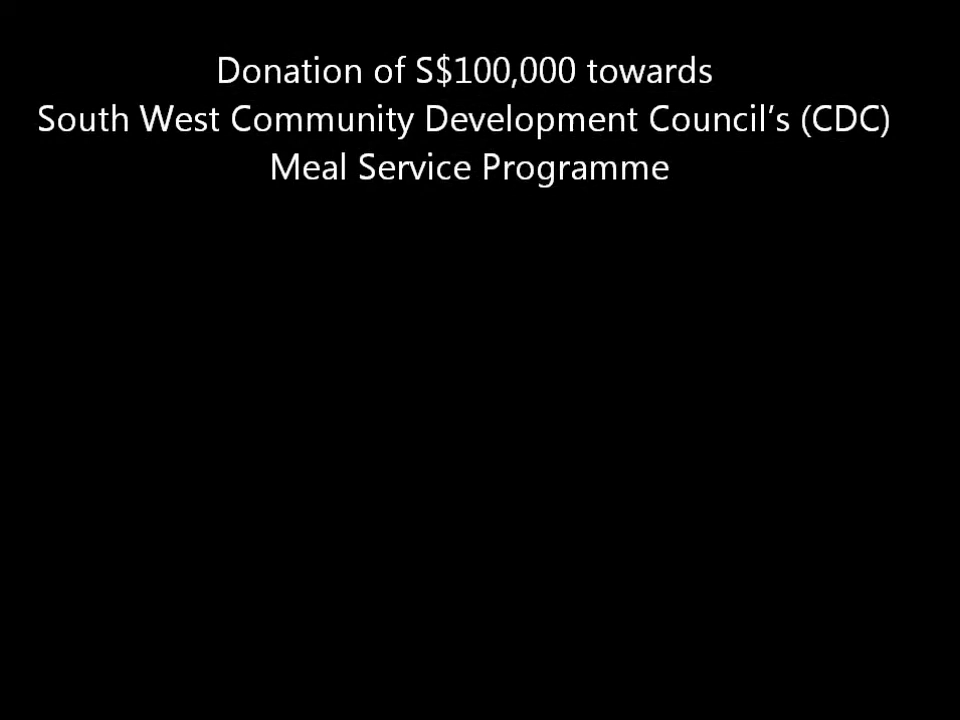 Donation of S$100,000 towards
South West Community Development Council’s (CDC)
Meal Service Programme